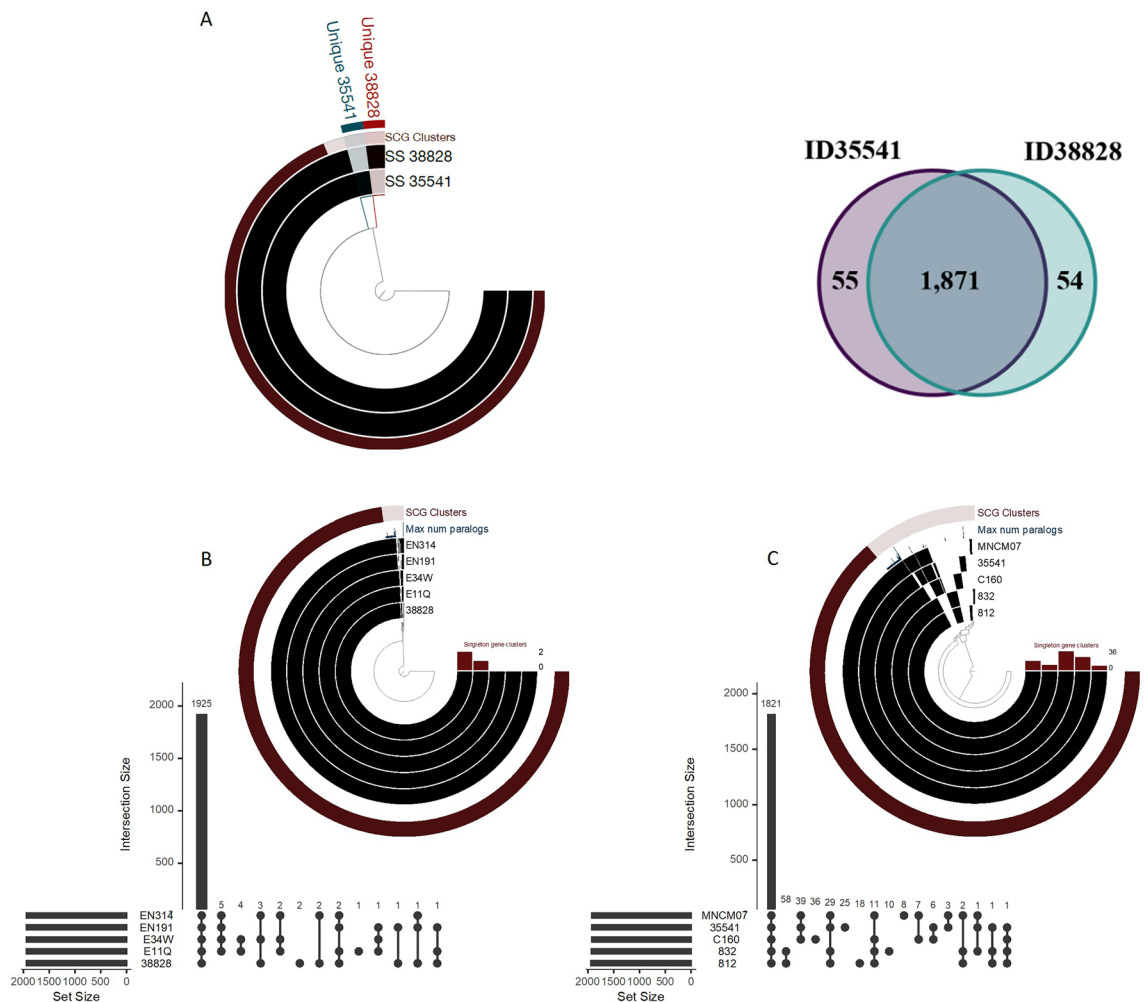 A
Unique 35541
Unique 38828
SCG Clusters
SS 38828
SS 35541
ID35541
ID38828
55
1,871
54
B
SCG Clusters
Max num paralogs
EN314
EN191
E34W
E11Q
38828
Singleton gene clusters
2
0
Intersection Size
2000
1500
1000
500
1925
5 4 3 2 2 2 2 1 1 1 1 1
EN314
EN191
E34W
E11Q
38828
2000 1500 1000 500 0
Set Size
C
SCG Clusters
Max num paralogs
MNCM07
35541
C160
832
812
Singleton gene clusters
36
0
Intersection Size
2000
1500
1000
500
1821
58 39 36 29 25 18 11 10 8 7 6 3 2 1 1 1
MNCM07
35541
C160
832
812
2000 1500 1000 500 0
Set Size